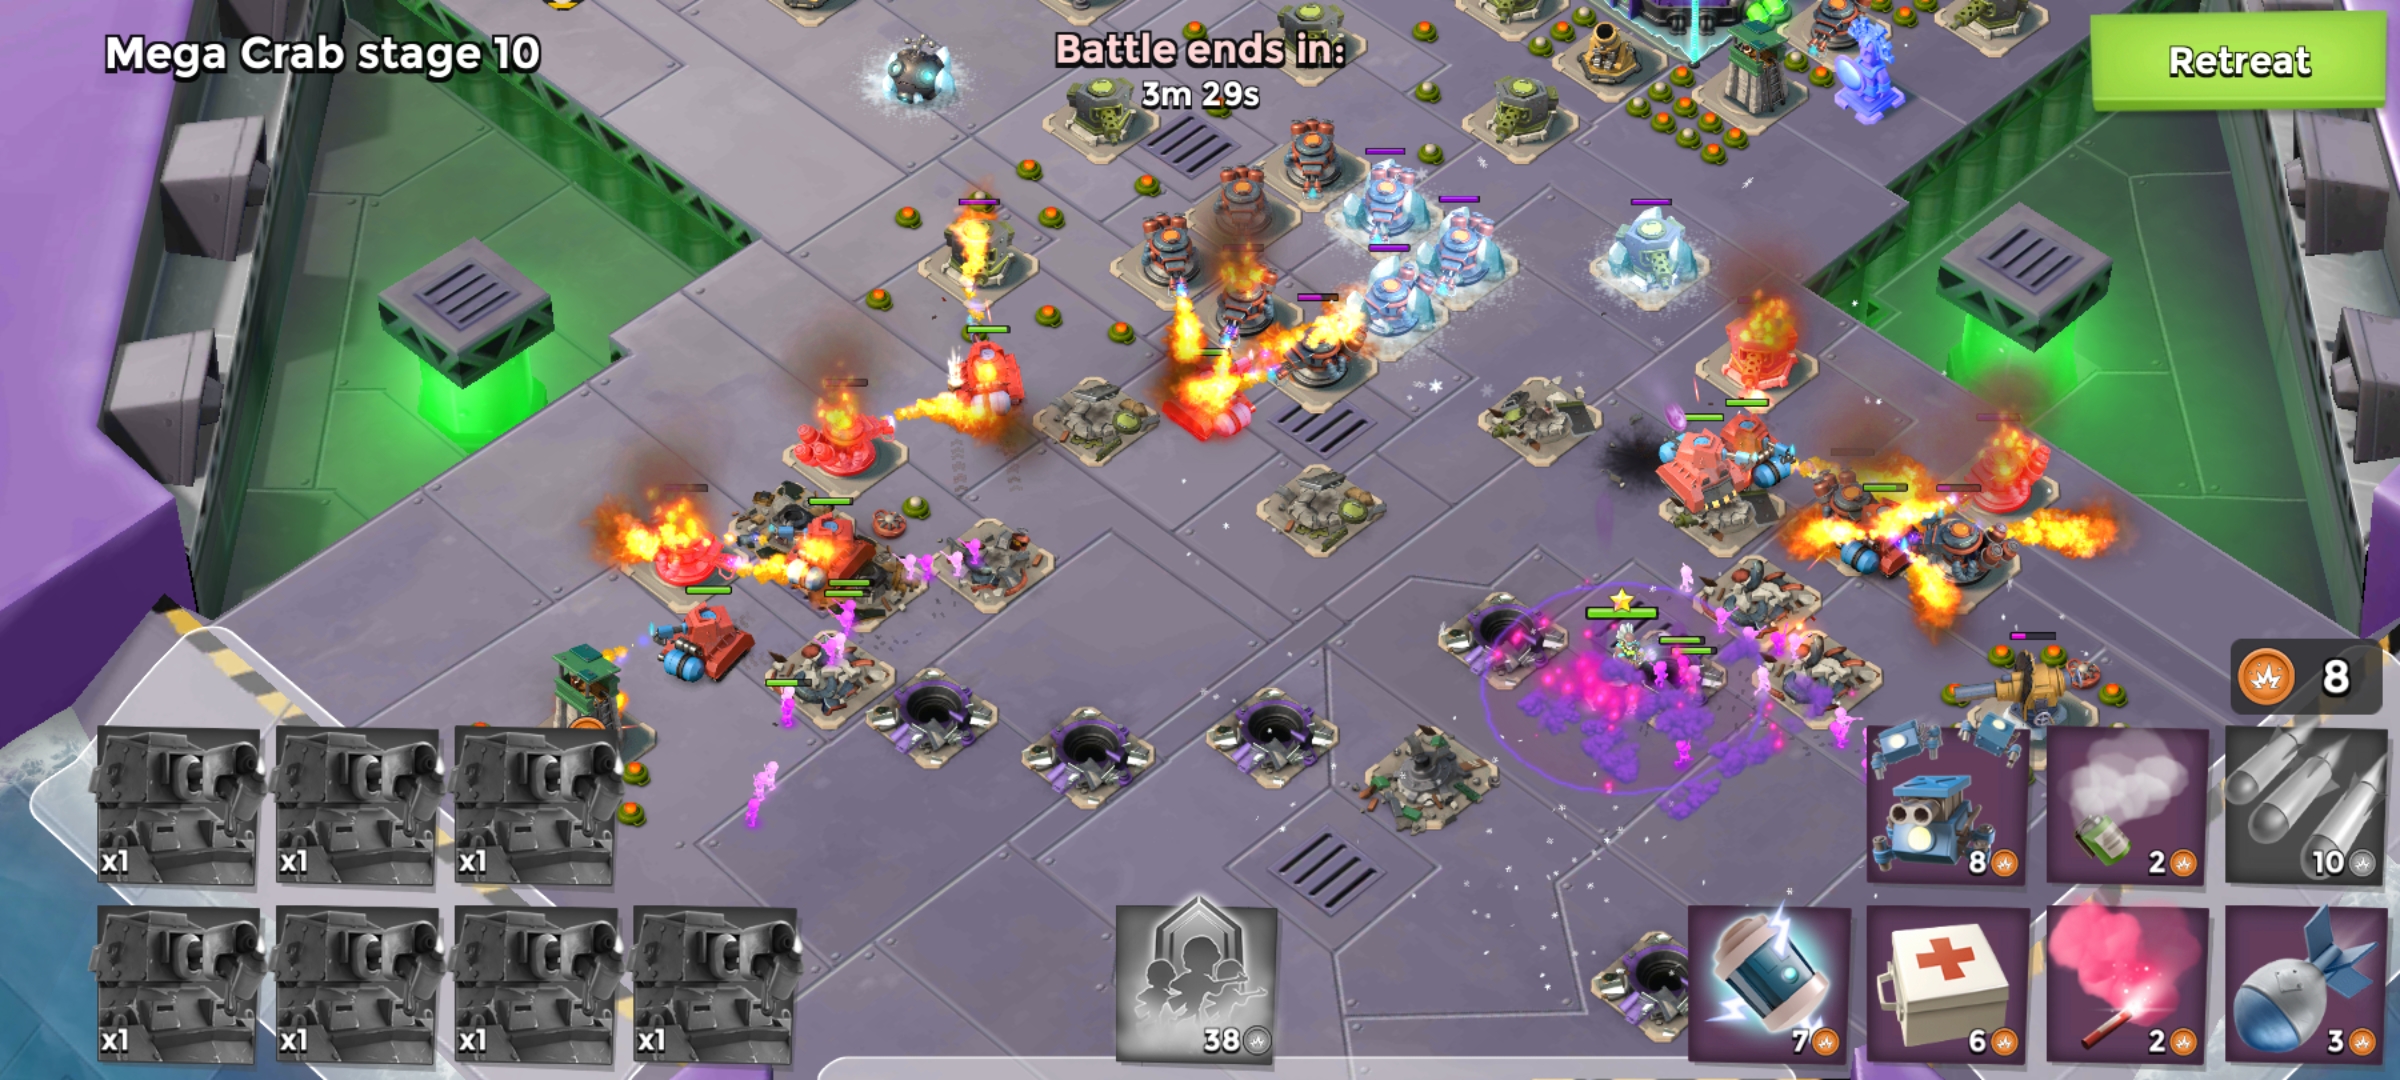 Mega Crab stage 10
Battle ends in:
3m 29s
Retreat
8
x1
x1
x1
8
2
10
x1
x1
x1
x1
38
7
6
2
3